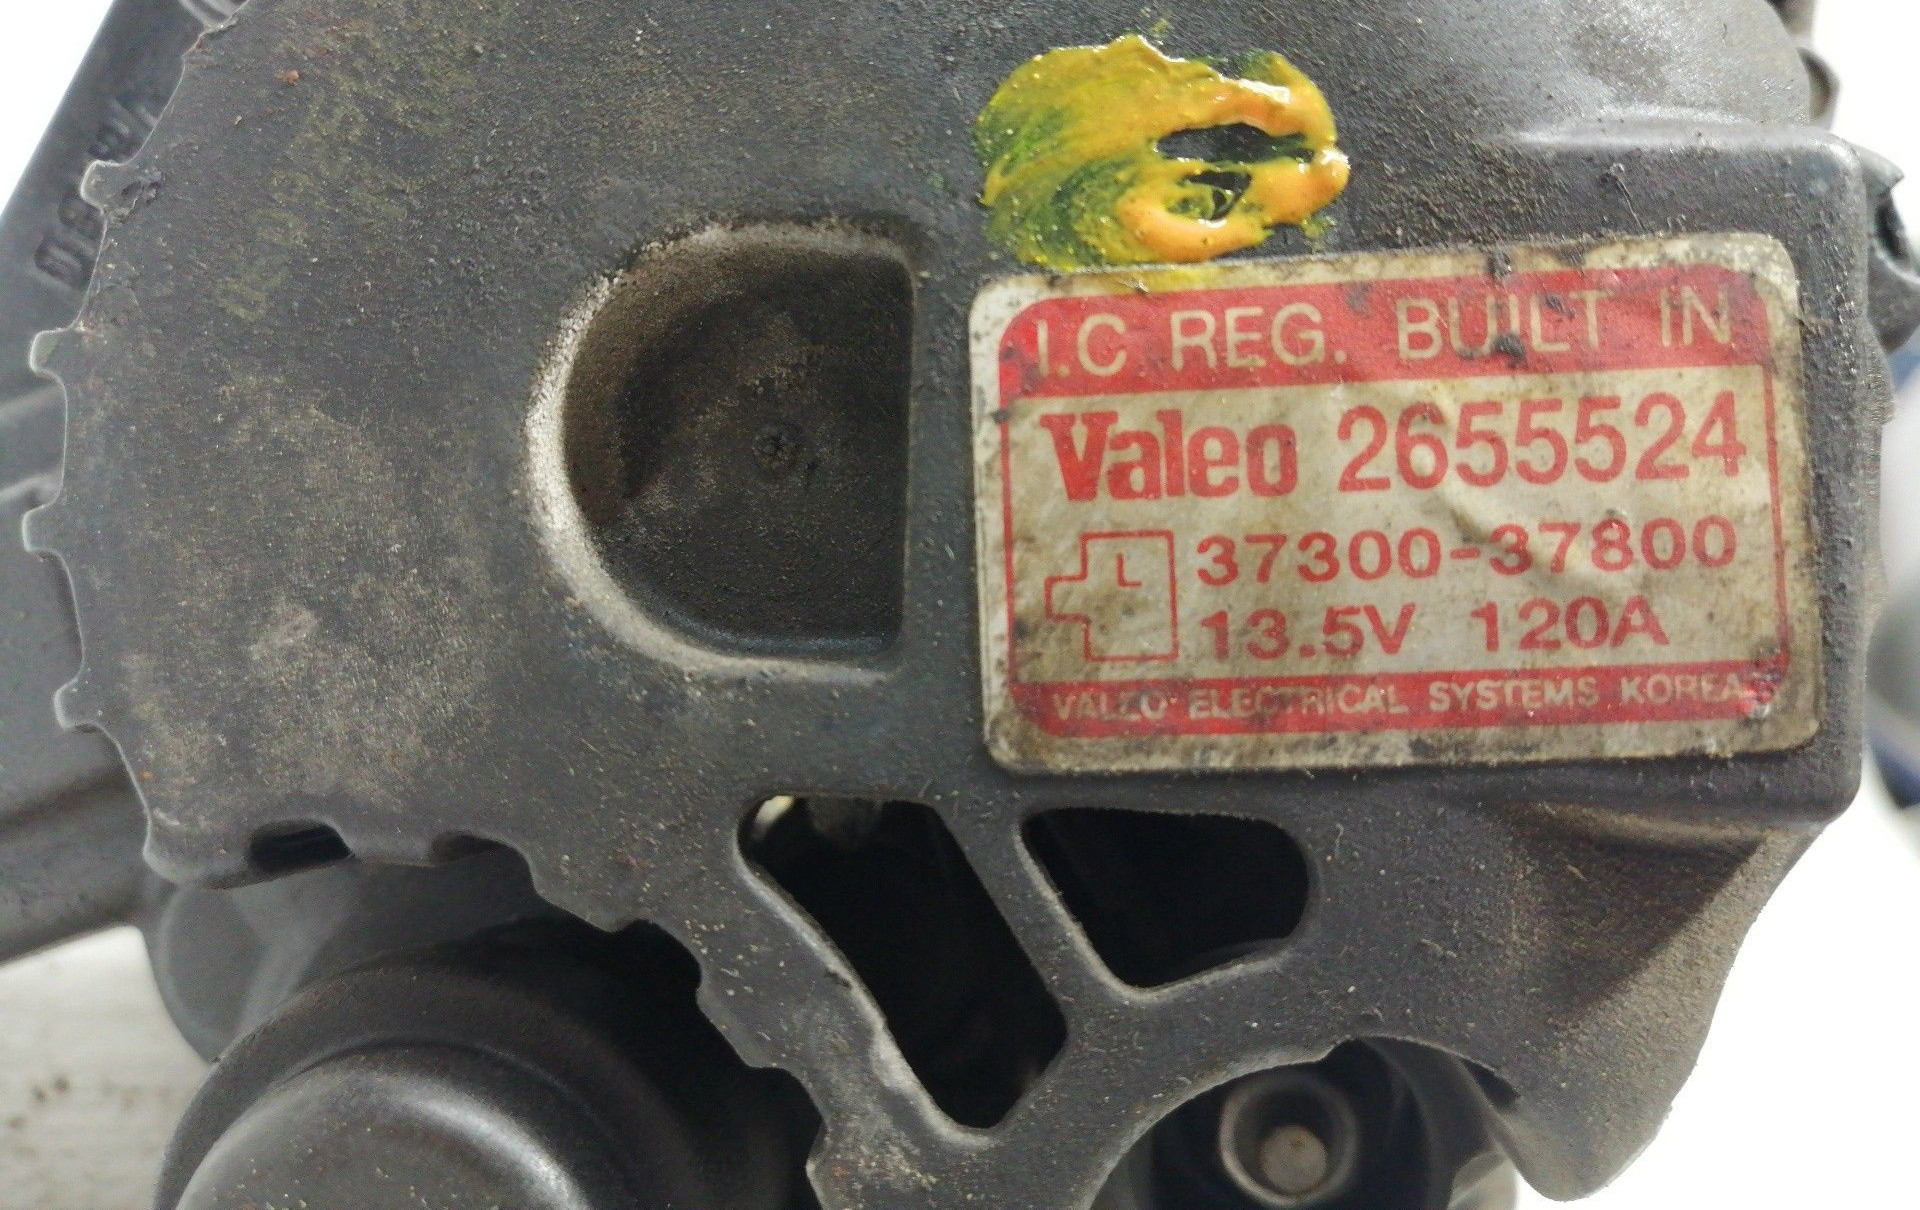 I.C REG. BUILT IN
Valeo 2655524
L 37300-37800
13.5V 120A
VALEO ELECTRICAL SYSTEMS KOREA